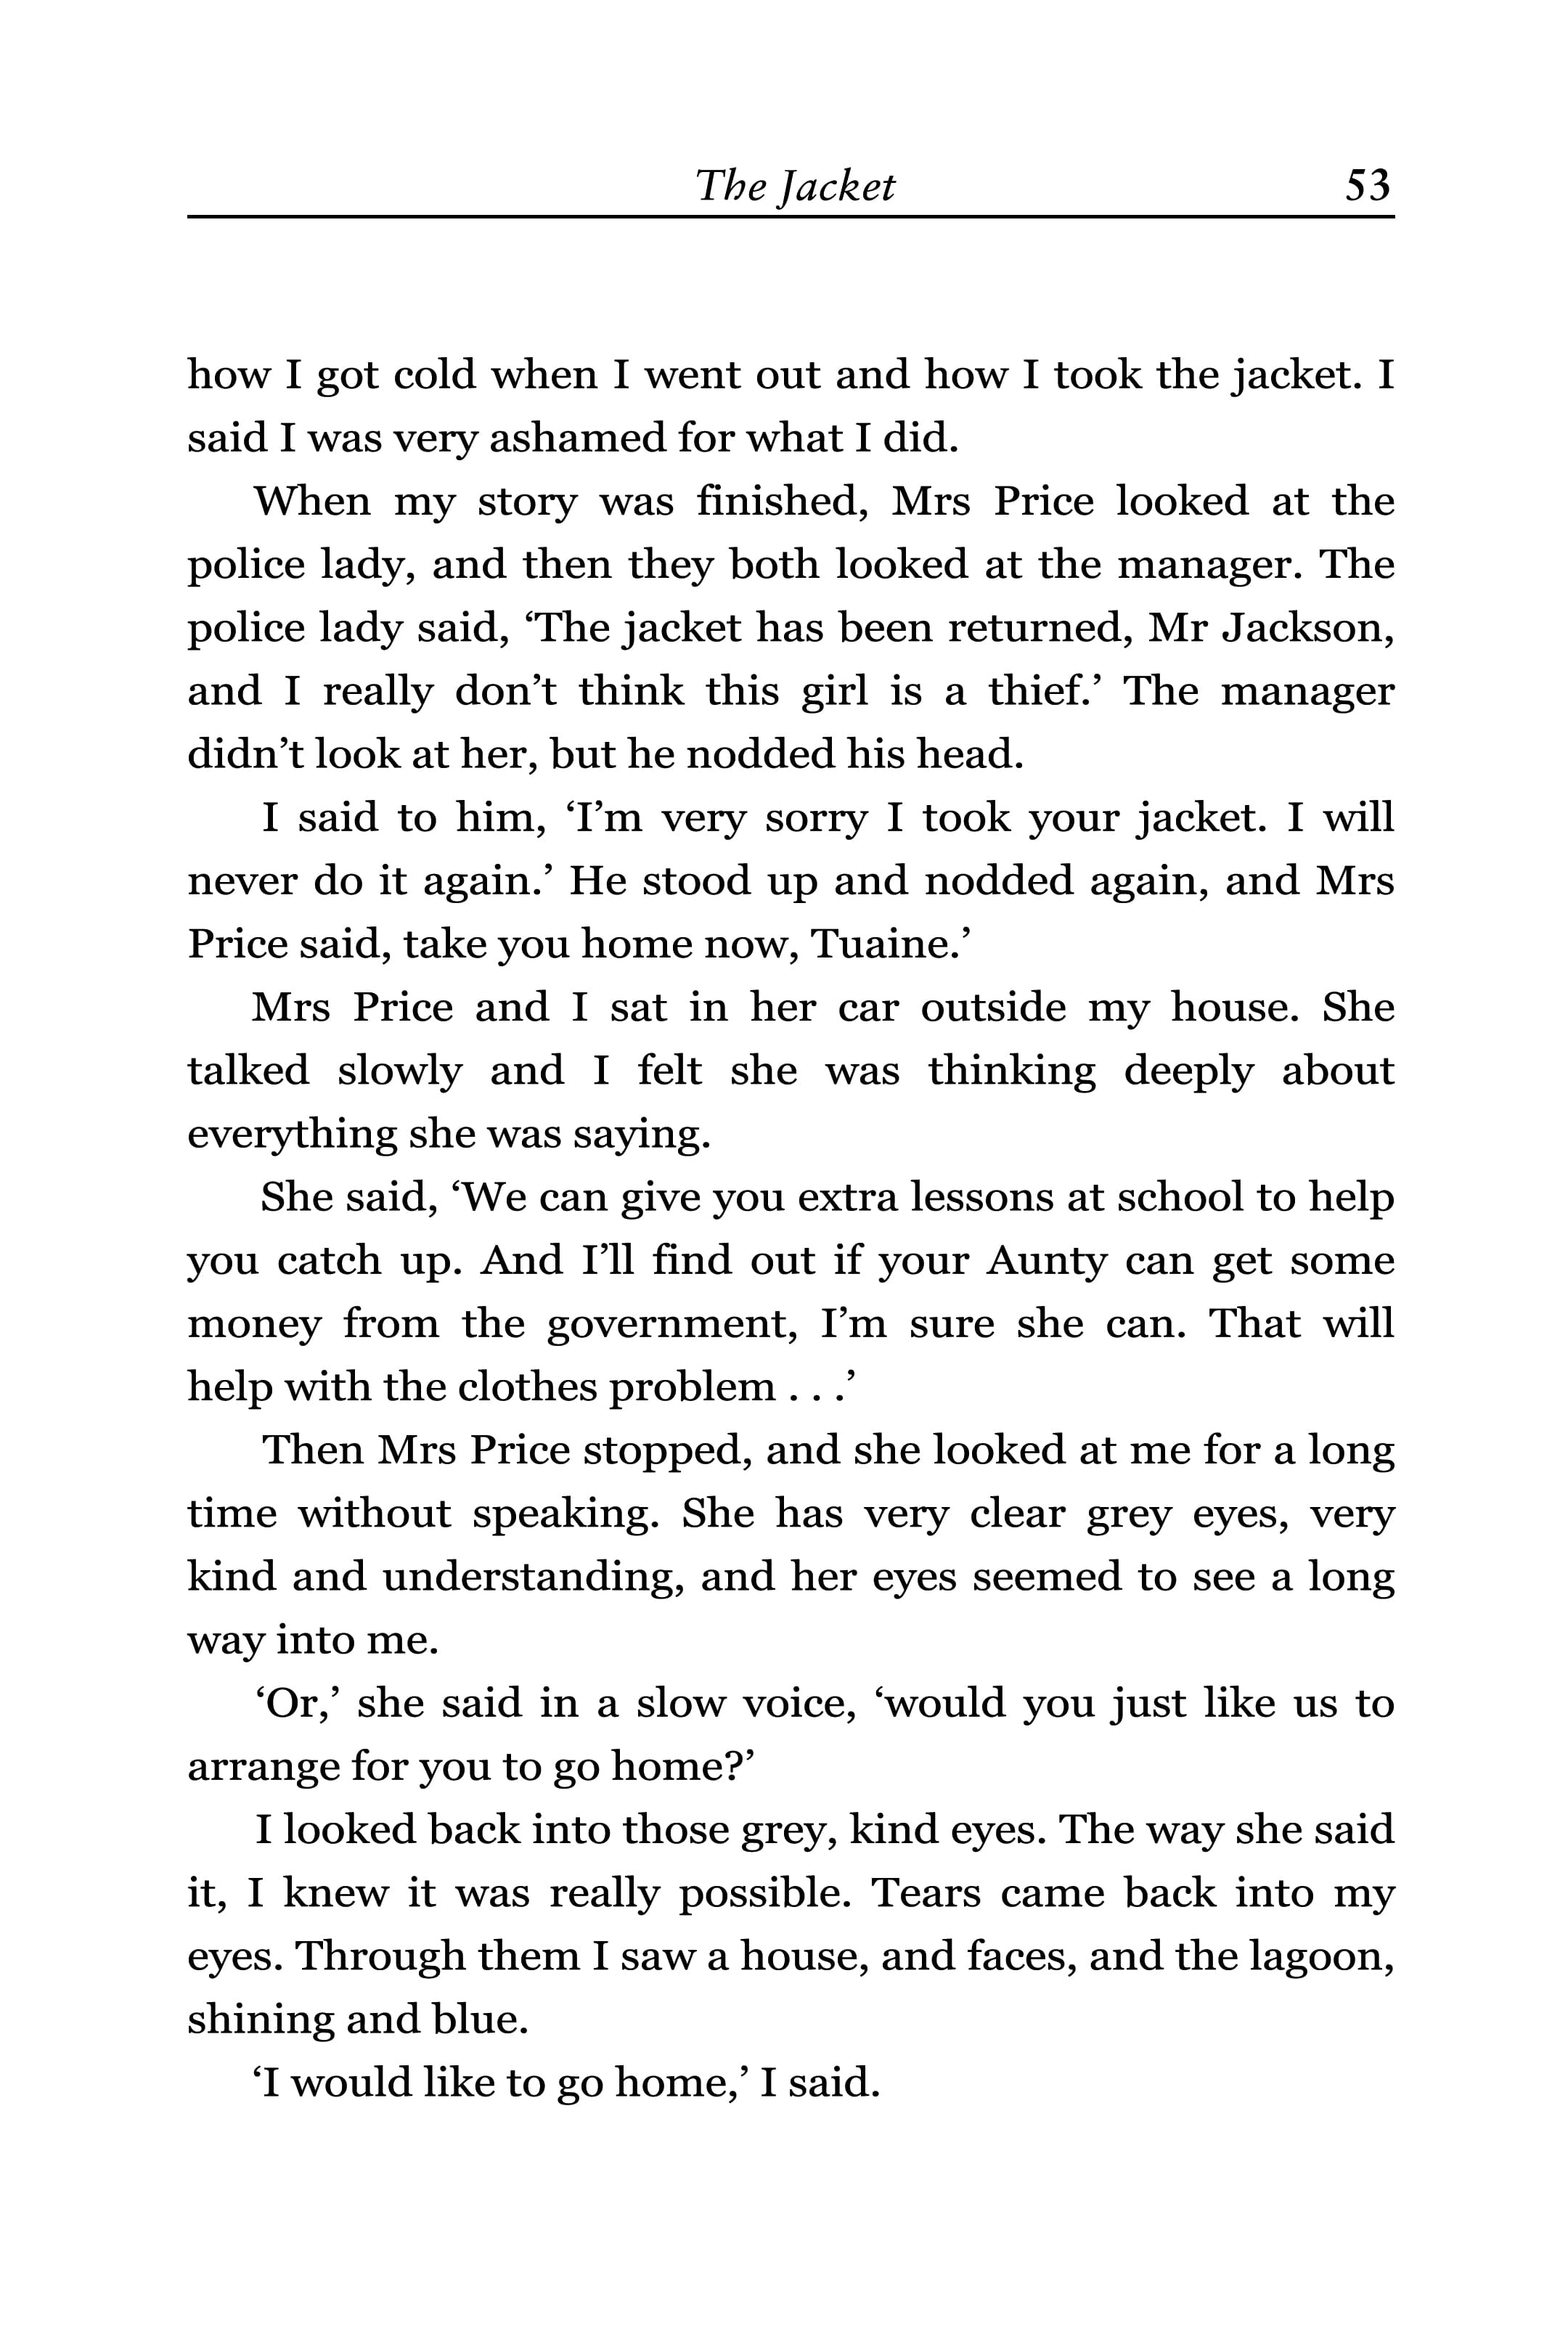 The Jacket 53
how I got cold when I went out and how I took the jacket. I
said I was very ashamed for what I did.
When my story was finished, Mrs Price looked at the
police lady, and then they both looked at the manager. The
police lady said, ‘The jacket has been returned, Mr Jackson,
and I really don’t think this girl is a thief.’ The manager
didn’t look at her, but he nodded his head.
I said to him, ‘I’m very sorry I took your jacket. I will
never do it again.’ He stood up and nodded again, and Mrs
Price said, take you home now, Tuaine.’
Mrs Price and I sat in her car outside my house. She
talked slowly and I felt she was thinking deeply about
everything she was saying.
She said, ‘We can give you extra lessons at school to help
you catch up. And I’ll find out if your Aunty can get some
money from the government, I’m sure she can. That will
help with the clothes problem . . .’
Then Mrs Price stopped, and she looked at me for a long
time without speaking. She has very clear grey eyes, very
kind and understanding, and her eyes seemed to see a long
way into me.
‘Or,’ she said in a slow voice, ‘would you just like us to
arrange for you to go home?’
I looked back into those grey, kind eyes. The way she said
it, I knew it was really possible. Tears came back into my
eyes. Through them I saw a house, and faces, and the lagoon,
shining and blue.
‘I would like to go home,’ I said.